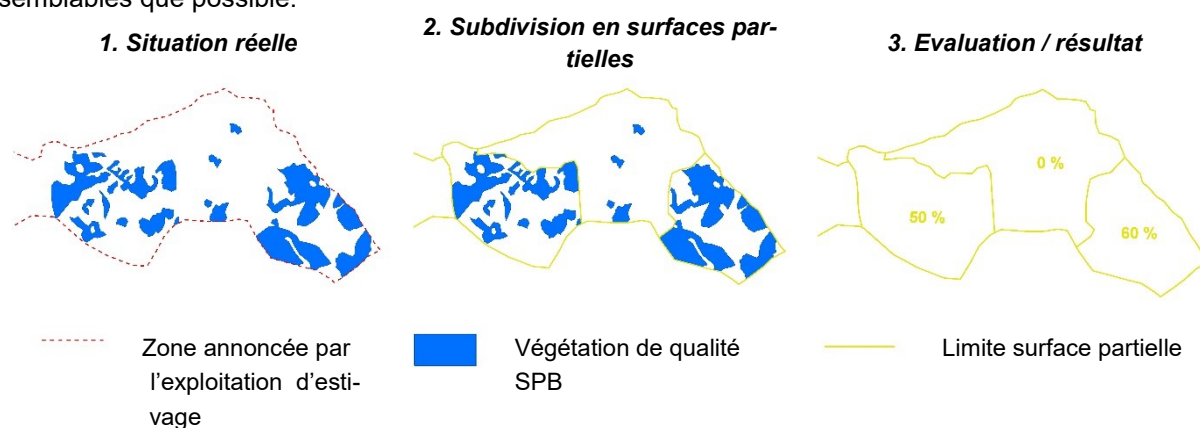 semblables que possible.
1. Situation réelle
2. Subdivision en surfaces par-
tielles
3. Evaluation / résultat
0 %
50 %
60 %
Zone annoncée par
l'exploitation d'esti-
vage
Végétation de qualité
SPB
Limite surface partielle